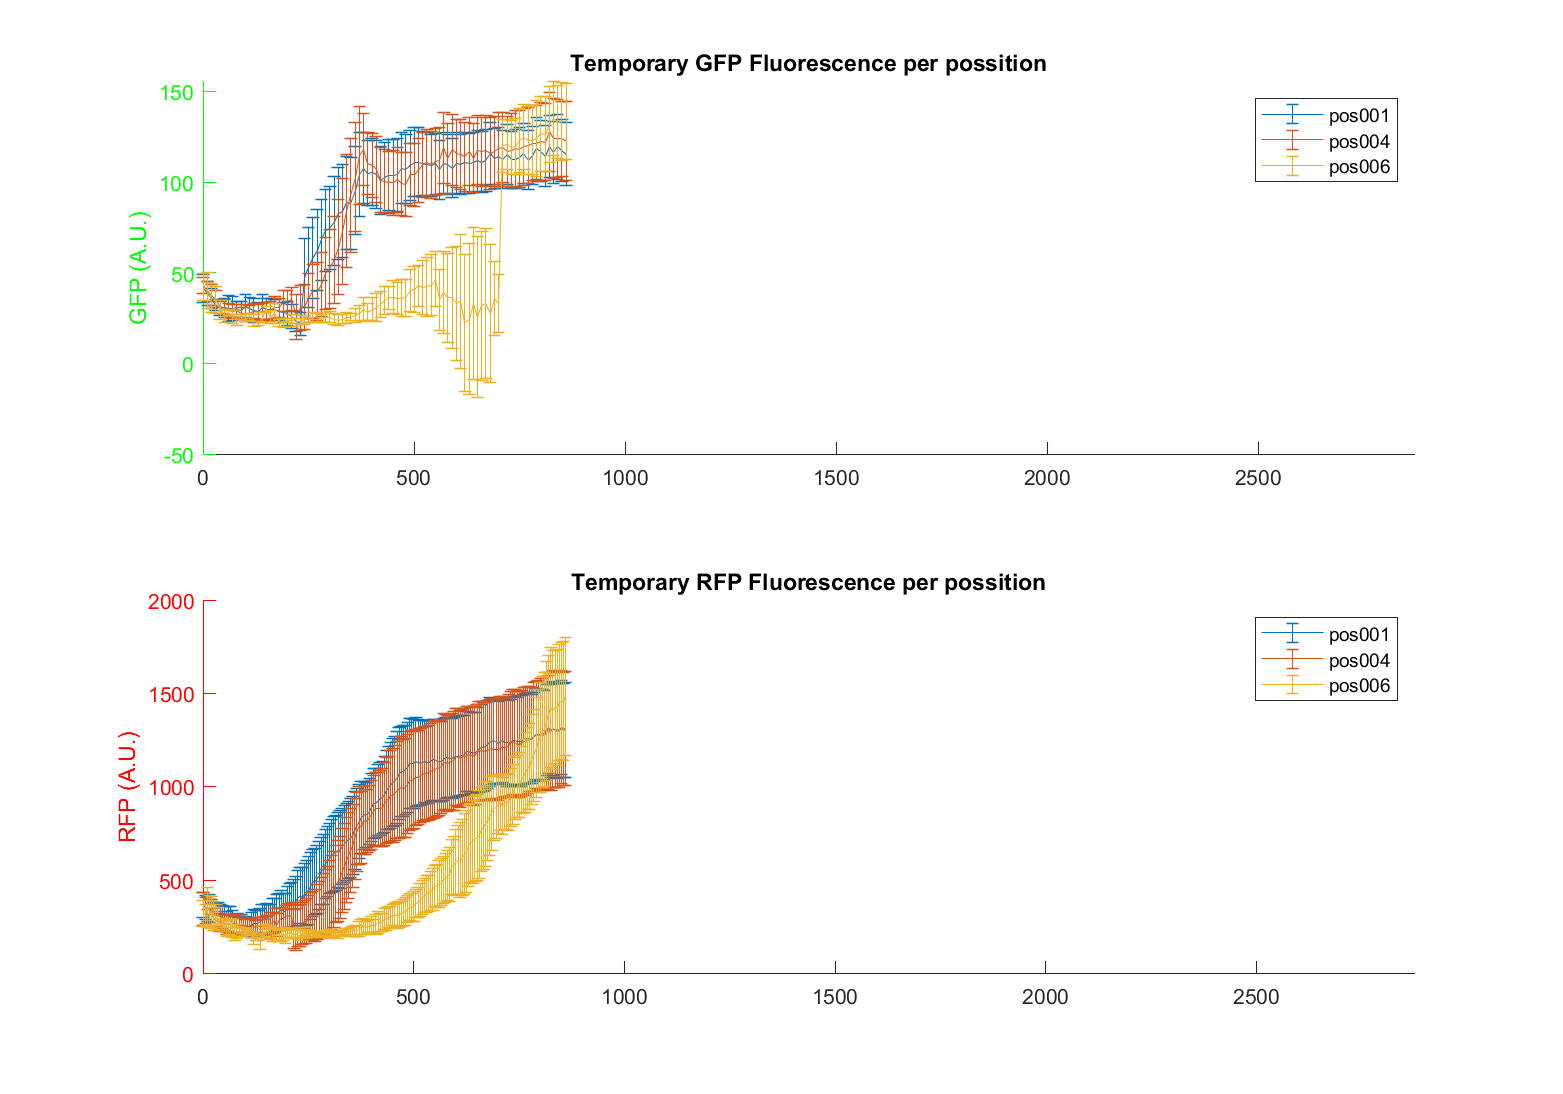 Temporary GFP Fluorescence per possition
GFP (A.U.)
150
100
50
0
-50
0 500 1000 1500 2000 2500
pos001
pos004
pos006
Temporary RFP Fluorescence per possition
RFP (A.U.)
2000
1500
1000
500
0
0 500 1000 1500 2000 2500
pos001
pos004
pos006